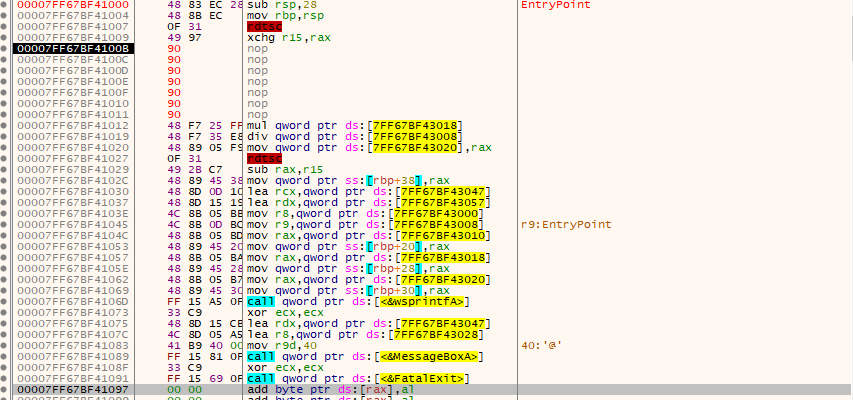 00007FF67BF41000 48 83 EC 28 sub rsp,28 EntryPoint
00007FF67BF41004 48 8B EC mov rbp,rsp
00007FF67BF41007 0F 31 rdtsc
00007FF67BF41009 49 97 xchg r15,rax
00007FF67BF4100B 90 nop
00007FF67BF4100C 90 nop
00007FF67BF4100D 90 nop
00007FF67BF4100E 90 nop
00007FF67BF4100F 90 nop
00007FF67BF41010 90 nop
00007FF67BF41011 90 nop
00007FF67BF41012 48 F7 25 FF mul qword ptr ds:[7FF67BF43018]
00007FF67BF41019 48 F7 35 E8 div qword ptr ds:[7FF67BF43008]
00007FF67BF41020 48 89 05 F9 mov qword ptr ds:[7FF67BF43020],rax
00007FF67BF41027 0F 31 rdtsc
00007FF67BF41029 49 2B C7 sub rax,r15
00007FF67BF4102C 48 89 45 38 mov qword ptr ss:[rbp+38],rax
00007FF67BF41030 48 8D 0D 10 lea rcx,qword ptr ds:[7FF67BF43047]
00007FF67BF41037 48 8D 15 19 lea rdx,qword ptr ds:[7FF67BF43057]
00007FF67BF4103E 4C 8B 05 BB mov r8,qword ptr ds:[7FF67BF43000]
00007FF67BF41045 4C 8B 0D BC mov r9,qword ptr ds:[7FF67BF43008] r9:EntryPoint
00007FF67BF4104C 48 8B 05 BD mov rax,qword ptr ds:[7FF67BF43010]
00007FF67BF41053 48 89 45 20 mov qword ptr ss:[rbp+20],rax
00007FF67BF41057 48 8B 05 BA mov rax,qword ptr ds:[7FF67BF43018]
00007FF67BF4105E 48 89 45 28 mov qword ptr ss:[rbp+28],rax
00007FF67BF41062 48 8B 05 B7 mov rax,qword ptr ds:[7FF67BF43020]
00007FF67BF41069 48 89 45 30 mov qword ptr ss:[rbp+30],rax
00007FF67BF4106D FF 15 A5 0F call qword ptr ds:[<&wsprintfA>]
00007FF67BF41073 33 C9 xor ecx,ecx
00007FF67BF41075 48 8D 15 CB lea rdx,qword ptr ds:[7FF67BF43047]
00007FF67BF4107C 4C 8D 05 A5 lea r8,qword ptr ds:[7FF67BF43028]
00007FF67BF41083 41 B9 40 00 mov r9d,40 40:'@'
00007FF67BF41089 FF 15 81 0F call qword ptr ds:[<&MessageBoxA>]
00007FF67BF4108F 33 C9 xor ecx,ecx
00007FF67BF41091 FF 15 69 0F call qword ptr ds:[<&FatalExit>]
00007FF67BF41097 00 00 add byte ptr ds:[rax],al